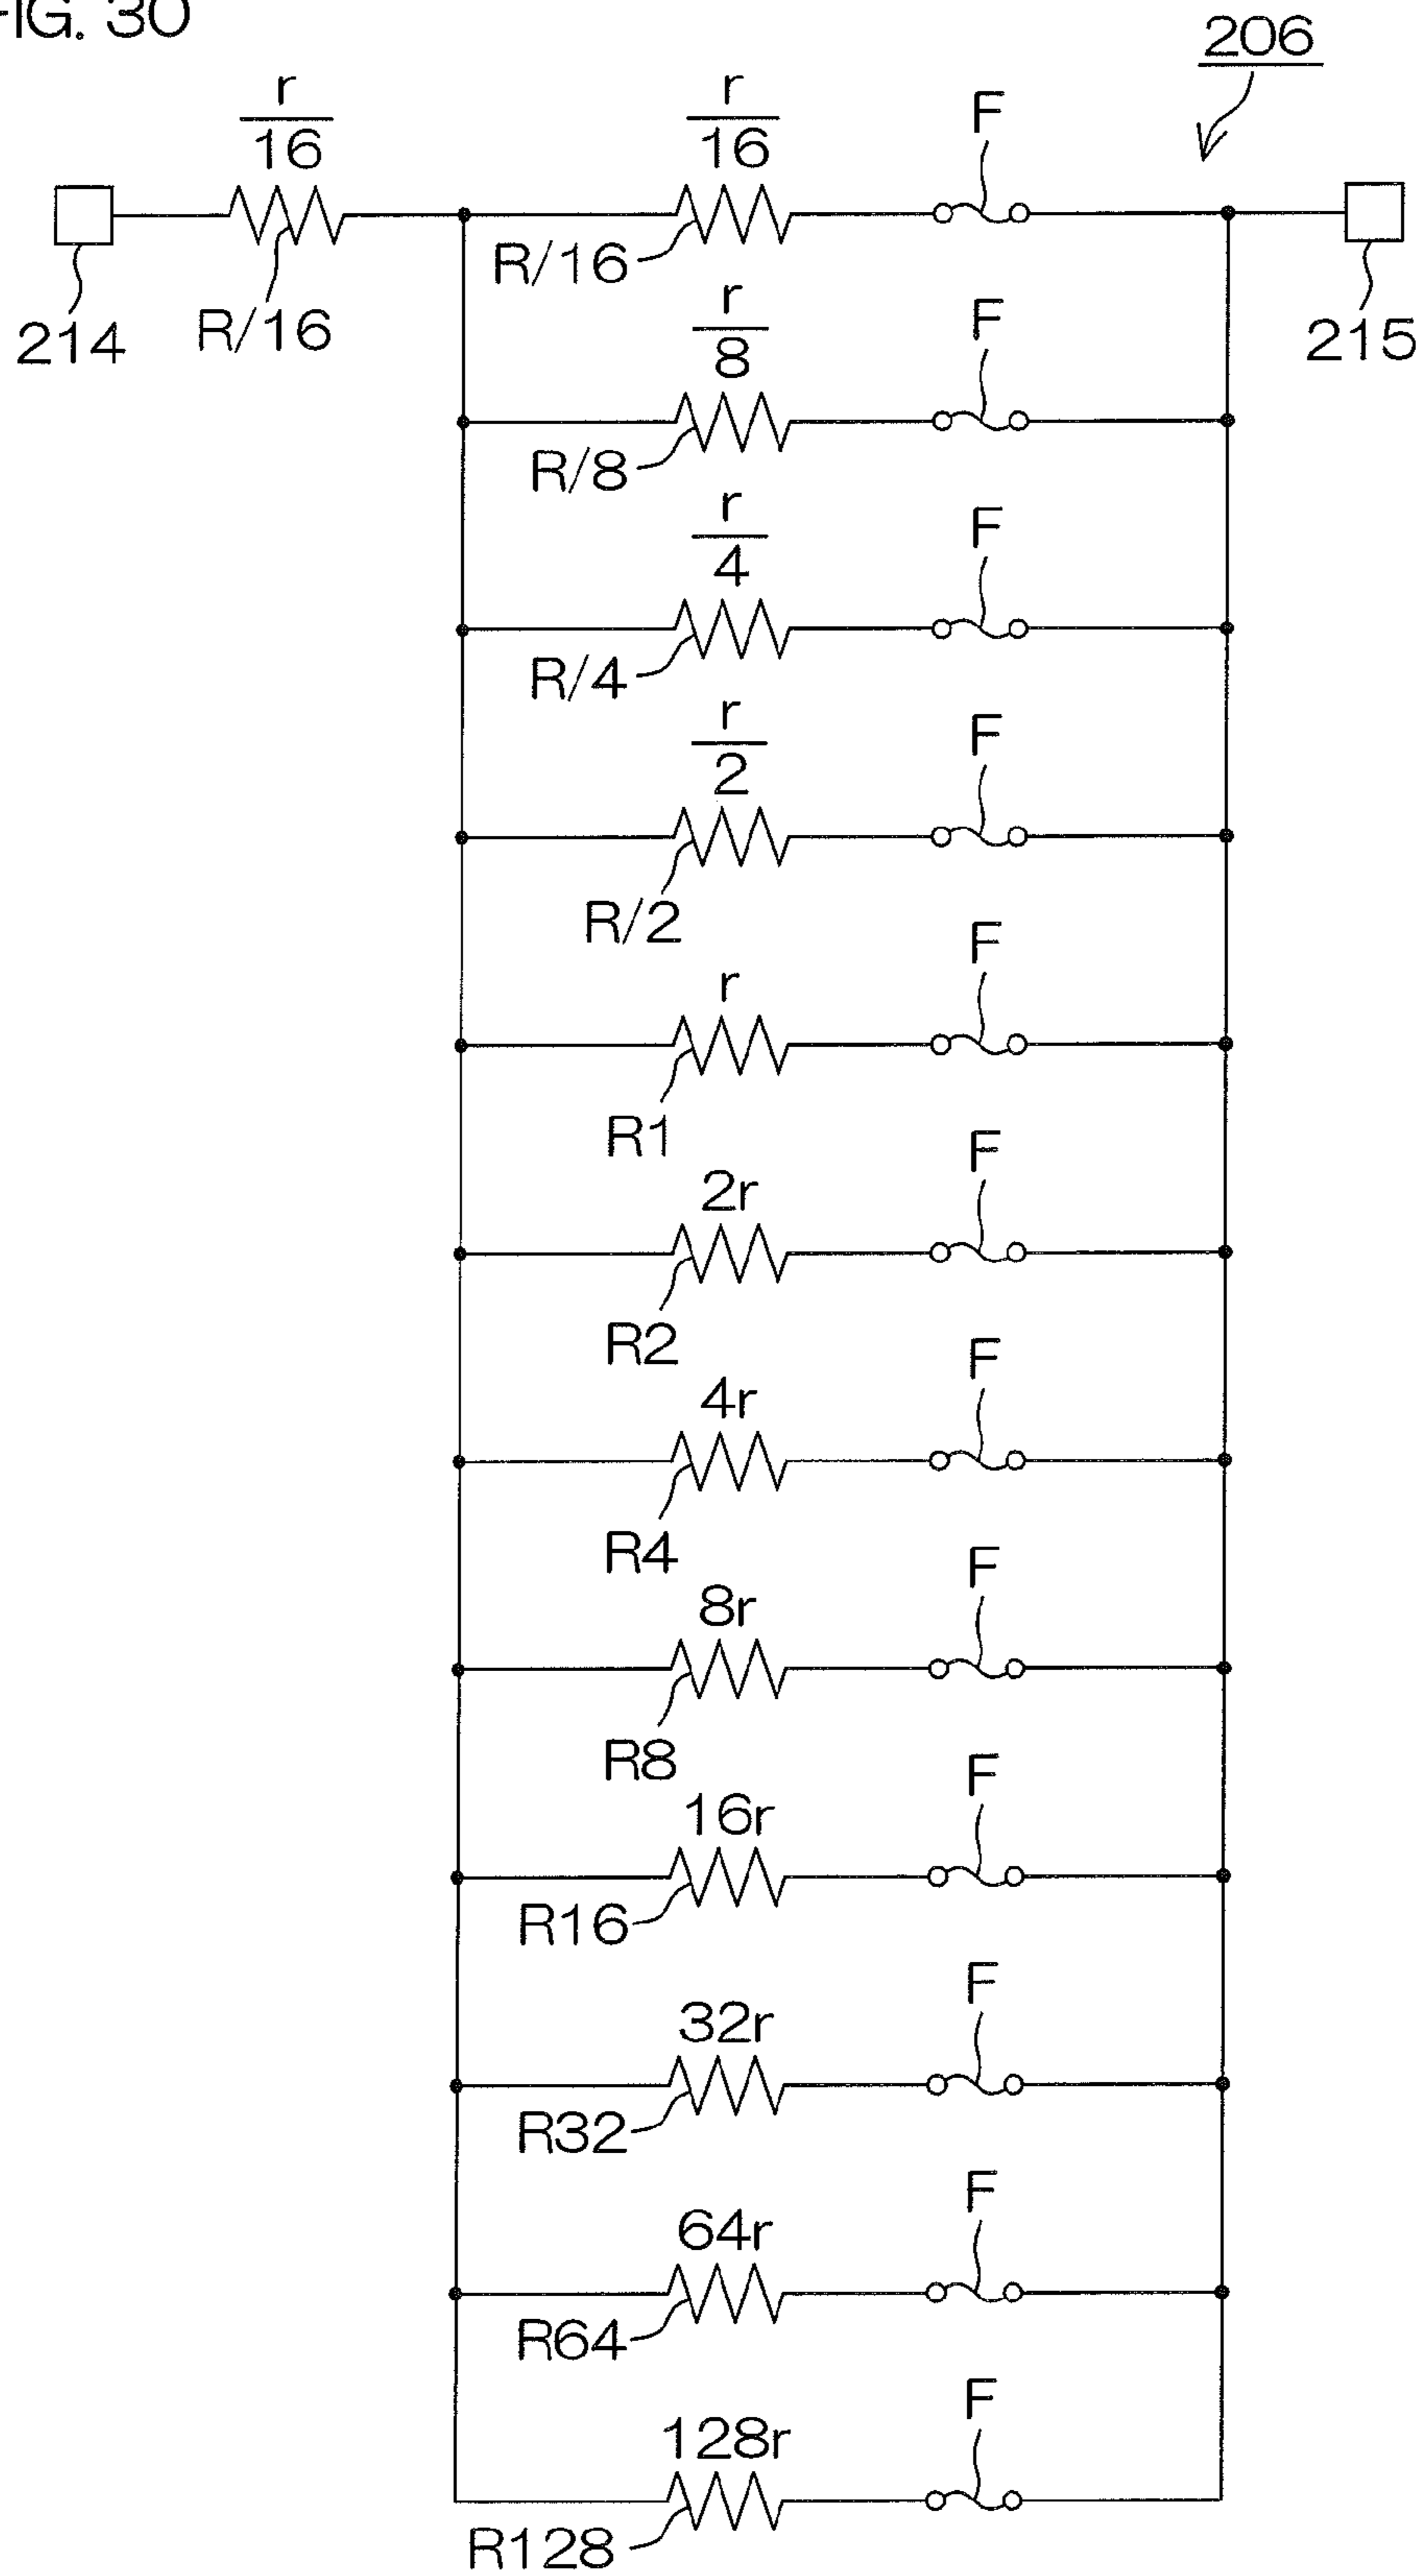 FIG. 30
206
r/16
r/16
F
R/16
R/16
214
215
r/8
F
R/8
r/4
F
R/4
r/2
F
R/2
r
F
R1
2r
F
R2
4r
F
R4
8r
F
R8
16r
F
R16
32r
F
R32
64r
F
R64
128r
F
R128